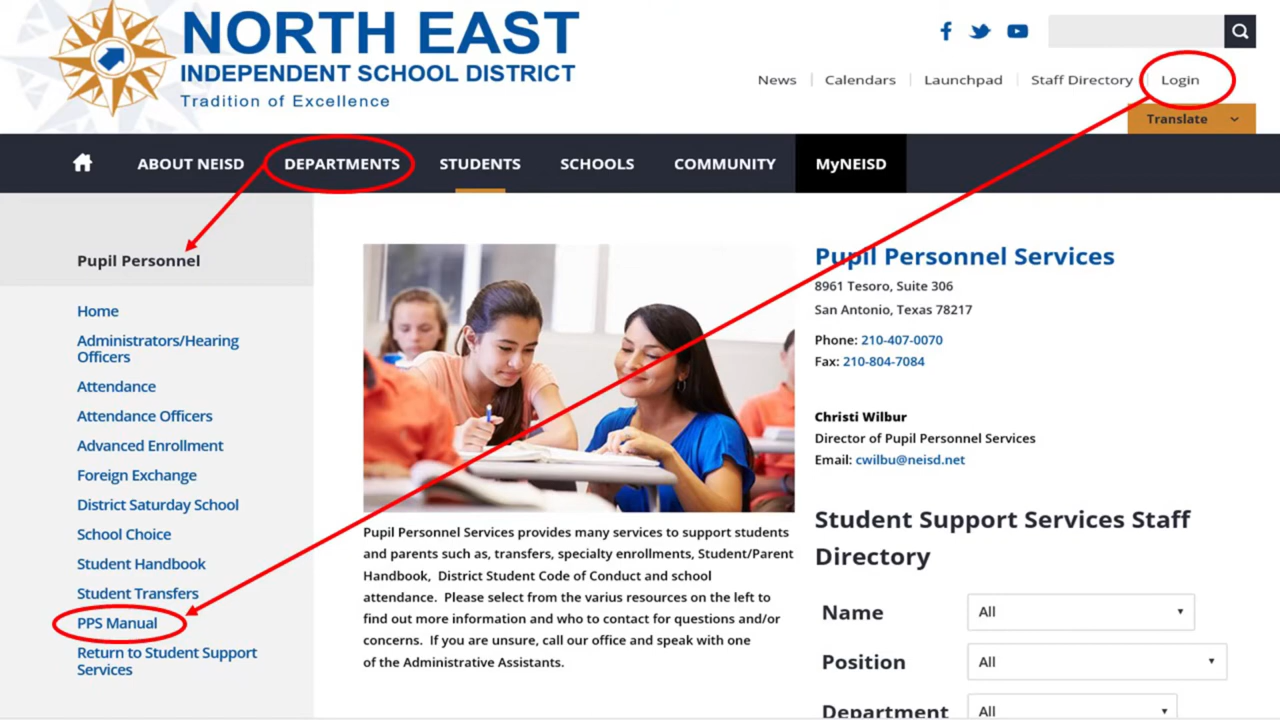 NORTH EAST
INDEPENDENT SCHOOL DISTRICT
Tradition of Excellence
News
Calendars
Launchpad
Staff Directory
Login
Translate
ABOUT NEISD
DEPARTMENTS
STUDENTS
SCHOOLS
COMMUNITY
MyNEISD
Pupil Personnel
Home
Administrators/Hearing
Officers
Attendance
Attendance Officers
Advanced Enrollment
Foreign Exchange
District Saturday School
School Choice
Student Handbook
Student Transfers
PPS Manual
Return to Student Support
Services
Pupil Personnel Services provides many services to support students
and parents such as, transfers, specialty enrollments, Student/Parent
Handbook, District Student Code of Conduct and school
attendance. Please select from the varius resources on the left to
find out more information and who to contact for questions and/or
concerns. If you are unsure, call our office and speak with one
of the Administrative Assistants.
Pupil Personnel Services
8961 Tesoro, Suite 306
San Antonio, Texas 78217
Phone: 210-407-0070
Fax: 210-804-7084
Christi Wilbur
Director of Pupil Personnel Services
Email: cwilbu@neisd.net
Student Support Services Staff
Directory
Name All
Position All
Department All